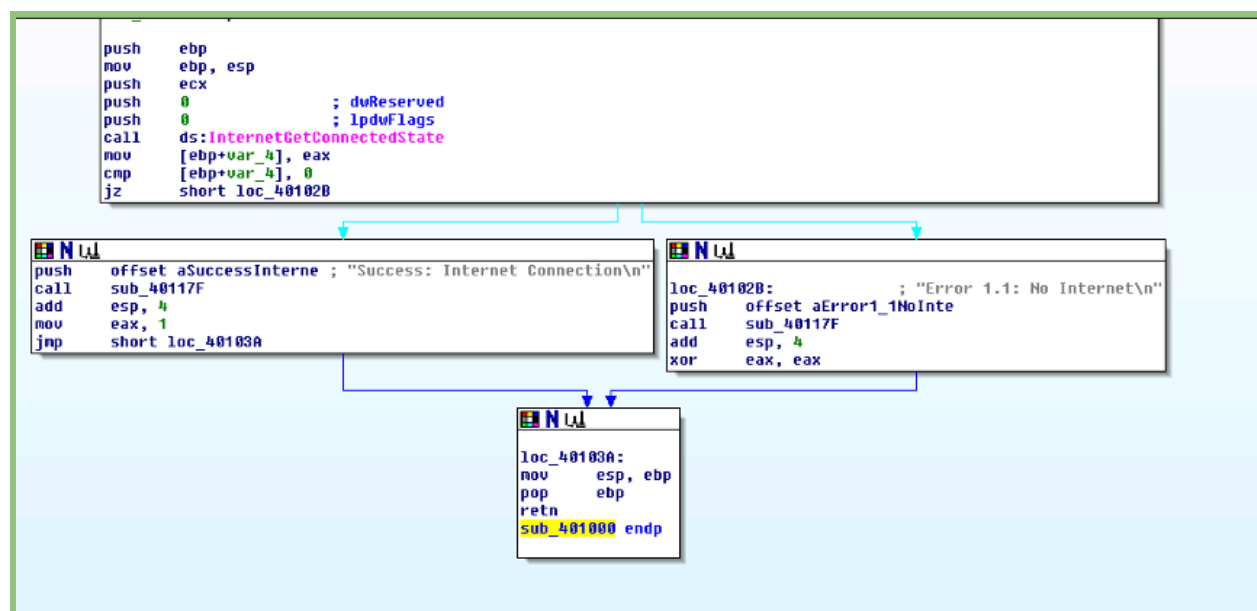 push ebp
mov ebp, esp
push ecx
push 0 ; dwReserved
push 0 ; lpdwFlags
call ds:InternetGetConnectedState
mov [ebp+var_4], eax
cmp [ebp+var_4], 0
jz short loc_40102B
push offset aSuccessInterne ; "Success: Internet Connection\n"
call sub_40117F
add esp, 4
mov eax, 1
jmp short loc_40103A
loc_40102B: ; "Error 1.1: No Internet\n"
push offset aError1_1NoInte
call sub_40117F
add esp, 4
xor eax, eax
loc_40103A:
mov esp, ebp
pop ebp
retn
sub_401000 endp